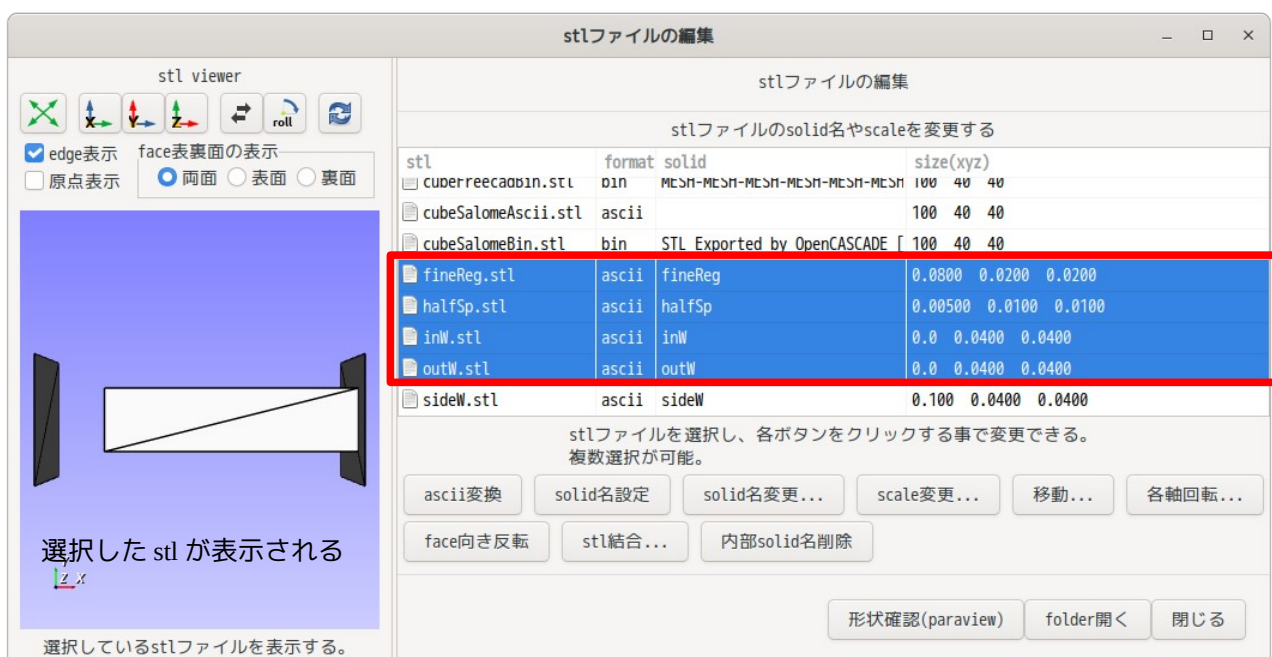 stlファイルの編集
stl viewer
X Y Z roll
edge表示 face表裏面の表示
原点表示 両面 表面 裏面
選択した stl が表示される
y
z x
選択しているstlファイルを表示する。
stlファイルの編集
stlファイルのsolid名やscaleを変更する
stl format solid size(xyz)
cubeFreecadBin.stl bin MESH-MESH-MESH-MESH-MESH-MESH 100 40 40
cubeSalomeAscii.stl ascii 100 40 40
cubeSalomeBin.stl bin STL Exported by OpenCASCADE [ 100 40 40
fineReg.stl ascii fineReg 0.0800 0.0200 0.0200
halfSp.stl ascii halfSp 0.00500 0.0100 0.0100
inW.stl ascii inW 0.0 0.0400 0.0400
outW.stl ascii outW 0.0 0.0400 0.0400
sideW.stl ascii sideW 0.100 0.0400 0.0400
stlファイルを選択し、各ボタンをクリックする事で変更できる。
複数選択が可能。
ascii変換 solid名設定 solid名変更... scale変更... 移動... 各軸回転...
face向き反転 stl結合... 内部solid名削除
形状確認(paraview) folder開く 閉じる